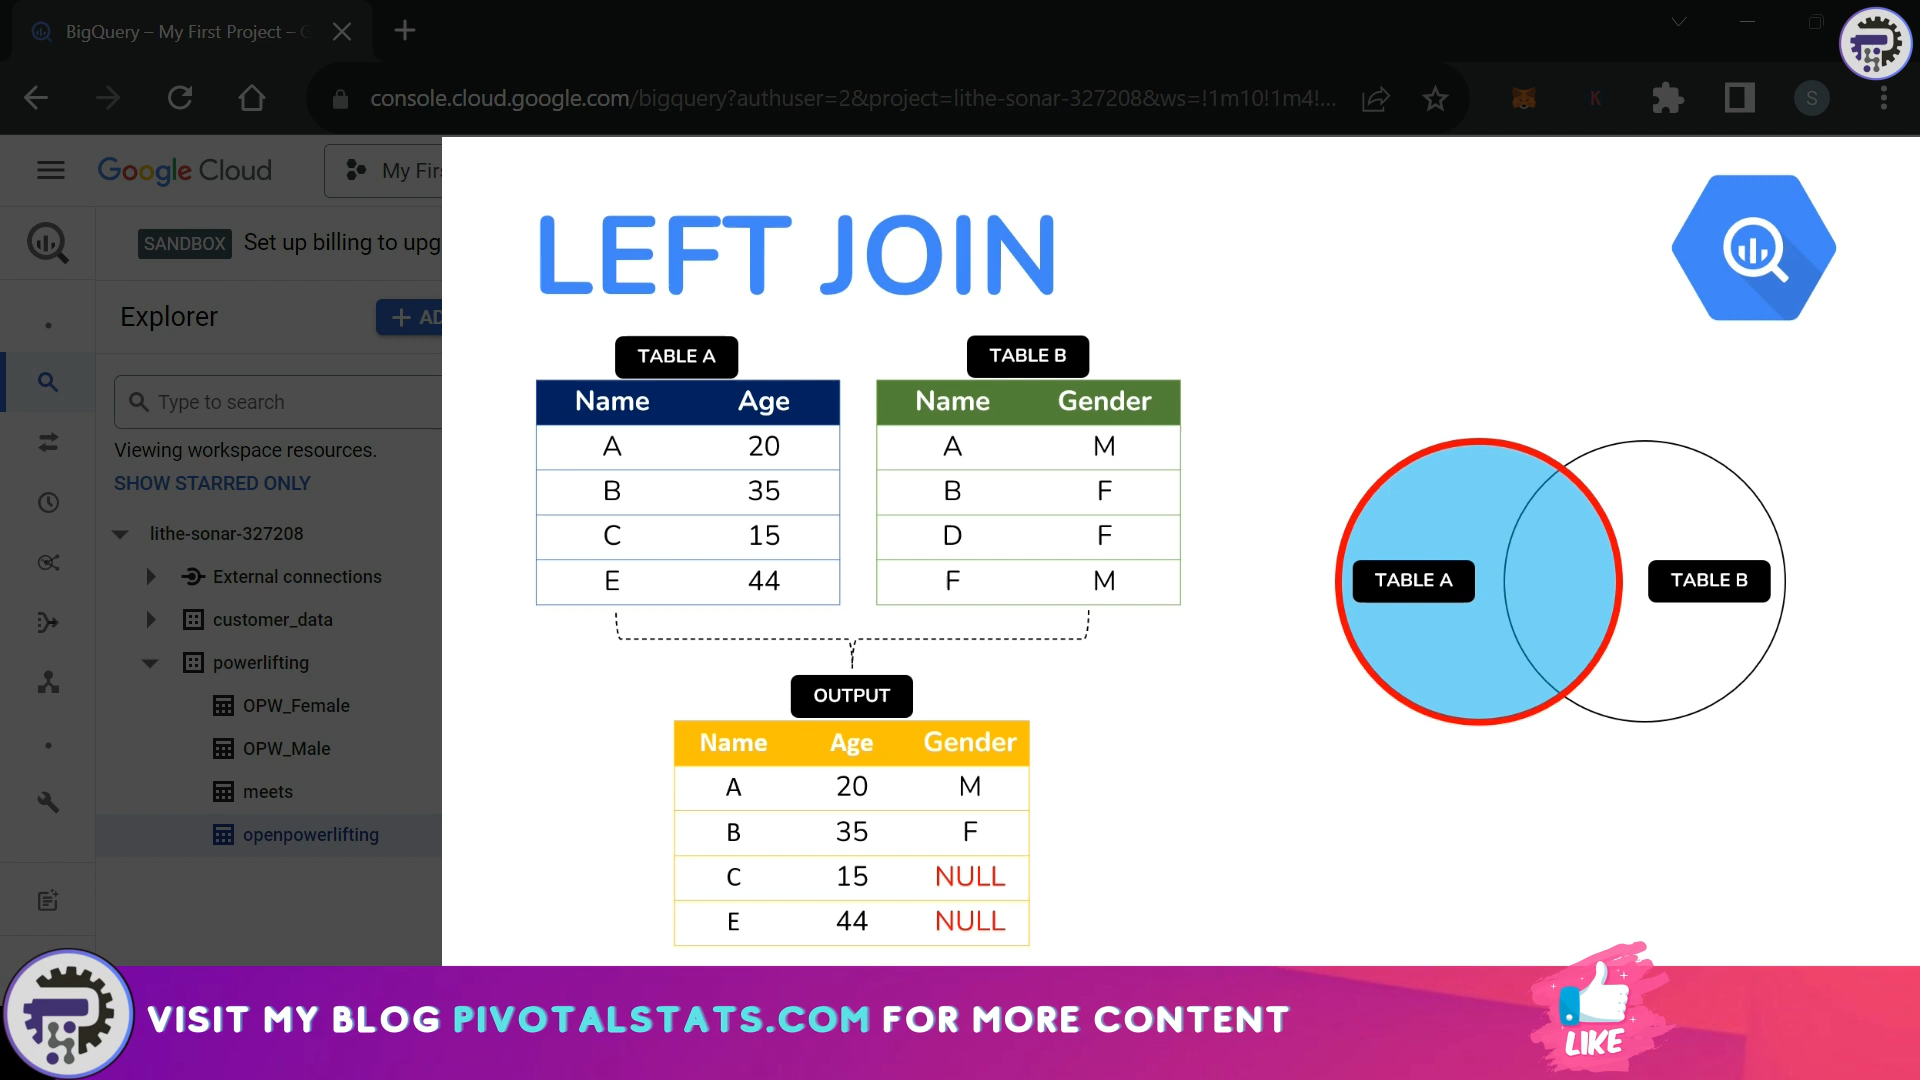 BigQuery – My First Project –
console.cloud.google.com/bigquery?authuser=2&project=lithe-sonar-327208&ws=!1m10!1m4!...
K
S
Google Cloud
My Fir
SANDBOX Set up billing to upg
Explorer
+ AD
Type to search
Viewing workspace resources.
SHOW STARRED ONLY
lithe-sonar-327208
External connections
customer_data
powerlifting
OPW_Female
OPW_Male
meets
openpowerlifting
LEFT JOIN
TABLE A
Name Age
A 20
B 35
C 15
E 44
TABLE B
Name Gender
A M
B F
D F
F M
OUTPUT
Name Age Gender
A 20 M
B 35 F
C 15 NULL
E 44 NULL
TABLE A
TABLE B
VISIT MY BLOG PIVOTALSTATS.COM FOR MORE CONTENT
LIKE